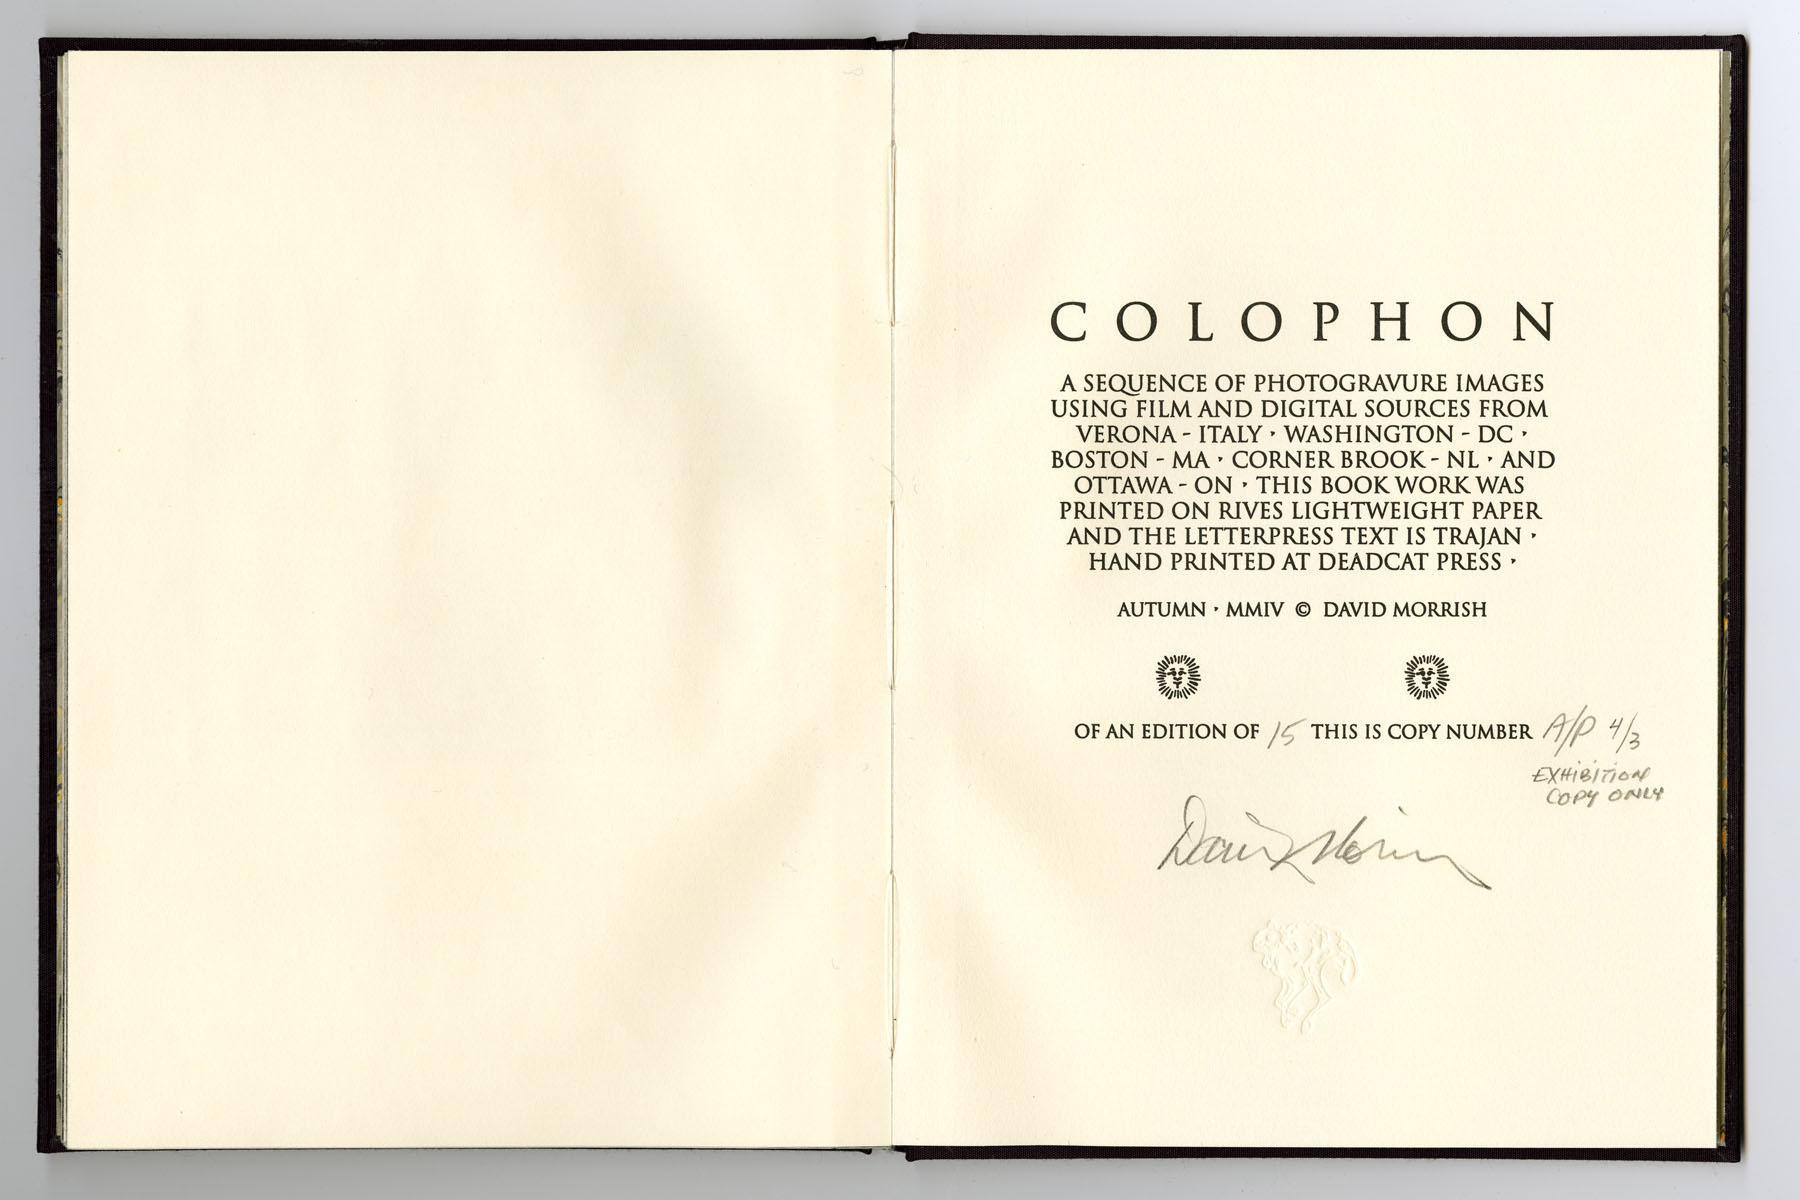 COLOPHON
A SEQUENCE OF PHOTOGRAVURE IMAGES
USING FILM AND DIGITAL SOURCES FROM
VERONA - ITALY · WASHINGTON - DC ·
BOSTON - MA · CORNER BROOK - NL · AND
OTTAWA - ON · THIS BOOK WORK WAS
PRINTED ON RIVES LIGHTWEIGHT PAPER
AND THE LETTERPRESS TEXT IS TRAJAN ·
HAND PRINTED AT DEADCAT PRESS ·
AUTUMN · MMIV © DAVID MORRISH
OF AN EDITION OF 15 THIS IS COPY NUMBER A/P 4/3
EXHIBITION
COPY ONLY
David Morrish